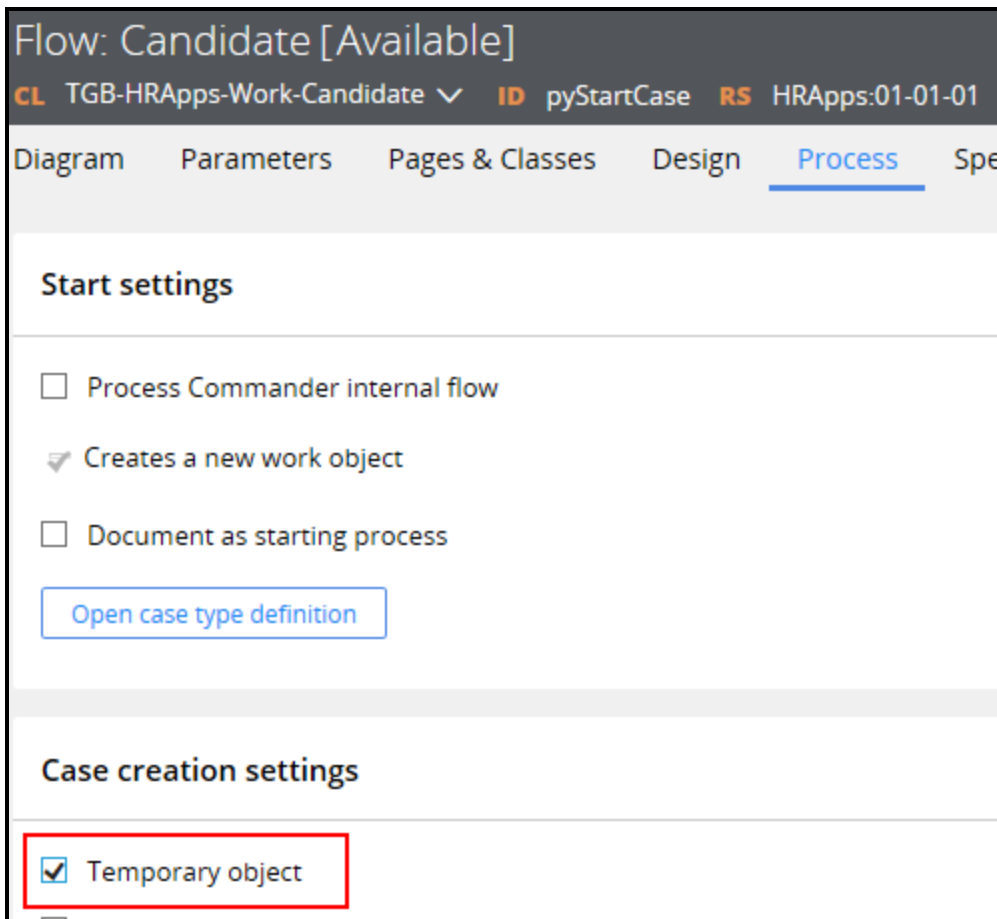 Flow: Candidate [Available]
CL TGB-HRApps-Work-Candidate ID pyStartCase RS HRApps:01-01-01
Diagram Parameters Pages & Classes Design Process Spe
Start settings
Process Commander internal flow
Creates a new work object
Document as starting process
Open case type definition
Case creation settings
Temporary object